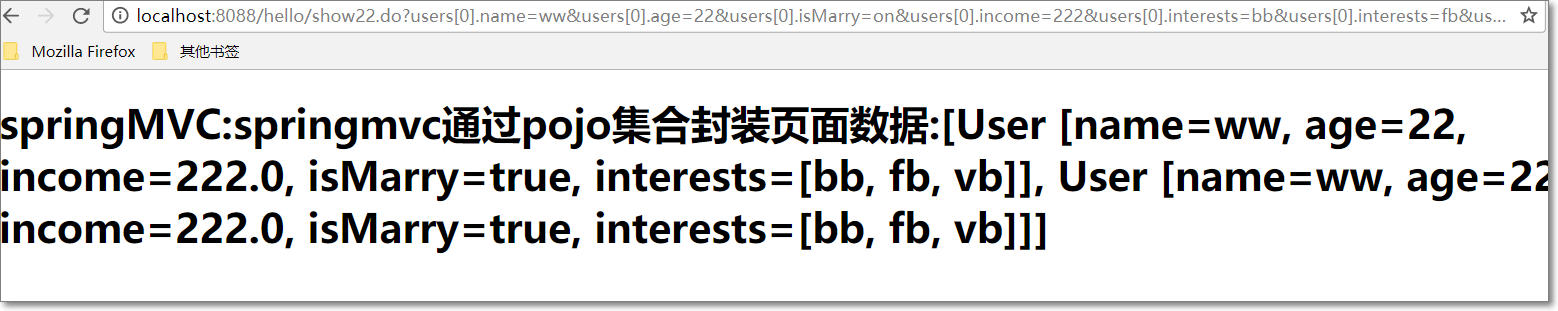 localhost:8088/hello/show22.do?users[0].name=ww&users[0].age=22&users[0].isMarry=on&users[0].income=222&users[0].interests=bb&users[0].interests=fb&us...
Mozilla Firefox 其他书签
springMVC:springmvc通过pojo集合封装页面数据:[User [name=ww, age=22,
income=222.0, isMarry=true, interests=[bb, fb, vb]], User [name=ww, age=22
income=222.0, isMarry=true, interests=[bb, fb, vb]]]